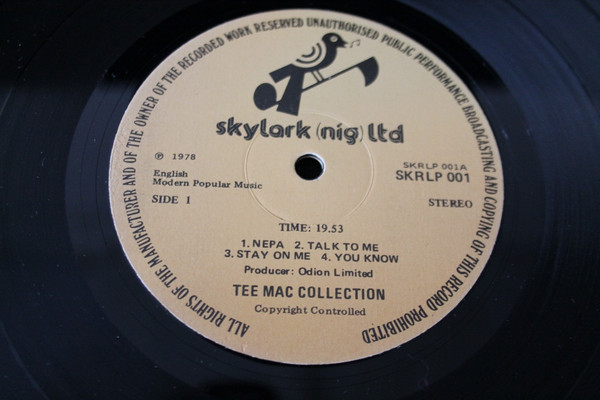 ALL RIGHTS OF THE MANUFACTURER AND OF THE OWNER OF THE RECORDED WORK RESERVED UNAUTHORISED PUBLIC PERFORMANCE BROADCASTING AND COPYING OF THIS RECORD PROHIBITED
skylark (nig) ltd
℗ 1978
SKRLP 001A
SKRLP 001
English
Modern Popular Music
SIDE 1
STEREO
TIME: 19.53
1. NEPA 2. TALK TO ME
3. STAY ON ME 4. YOU KNOW
Producer: Odion Limited
TEE MAC COLLECTION
Copyright Controlled